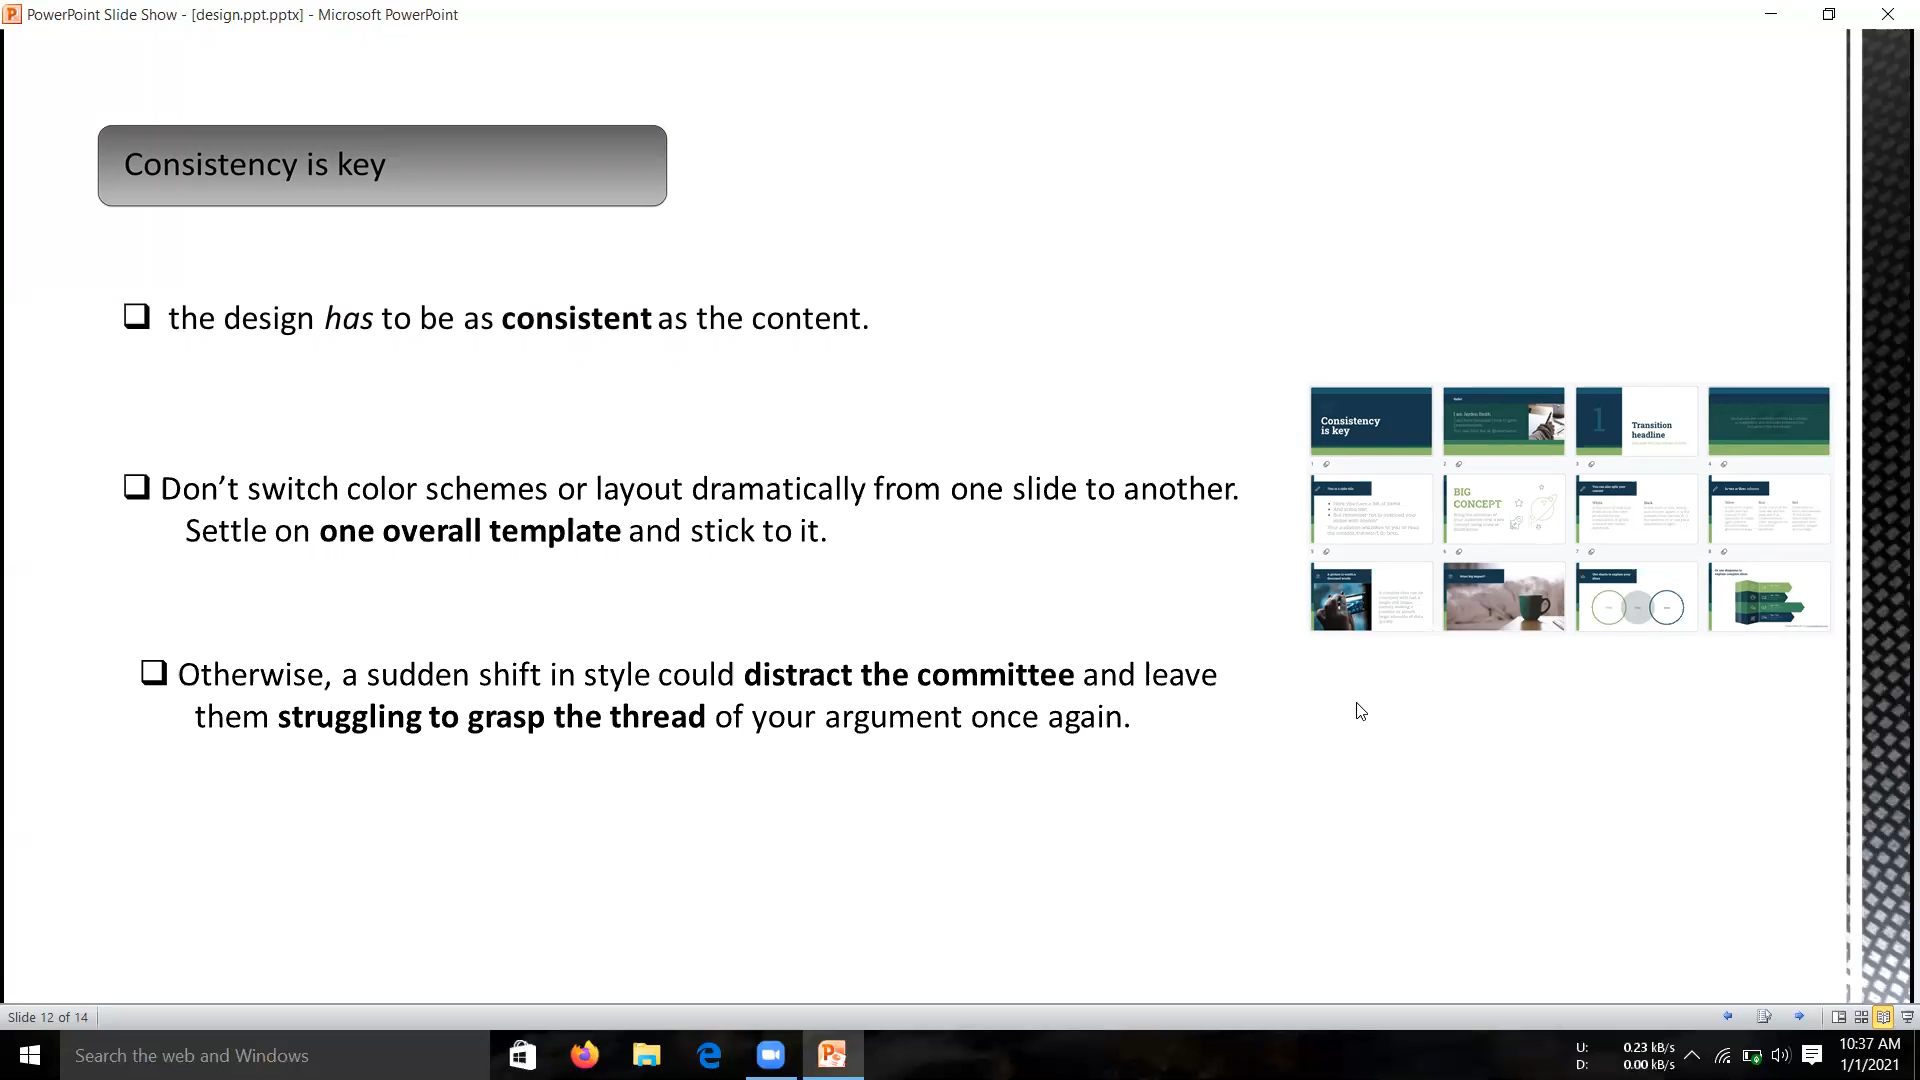 PowerPoint Slide Show - [design.ppt.pptx] - Microsoft PowerPoint
Consistency is key
the design has to be as consistent as the content.
Don’t switch color schemes or layout dramatically from one slide to another.
Settle on one overall template and stick to it.
Otherwise, a sudden shift in style could distract the committee and leave
them struggling to grasp the thread of your argument once again.
Consistency
is key
Hello!
1
Transition
headline
BIG
CONCEPT
Slide 12 of 14
Search the web and Windows
U: 0.23 kB/s
D: 0.00 kB/s
10:37 AM
1/1/2021